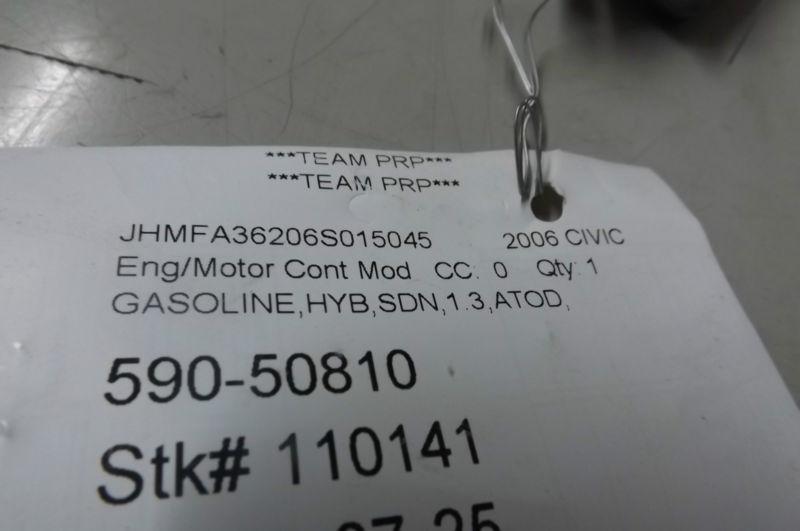 ***TEAM PRP***
***TEAM PRP***
JHMFA36206S015045 2006 CIVIC
Eng/Motor Cont Mod CC: 0 Qty: 1
GASOLINE,HYB,SDN,1.3,ATOD,
590-50810
Stk# 110141